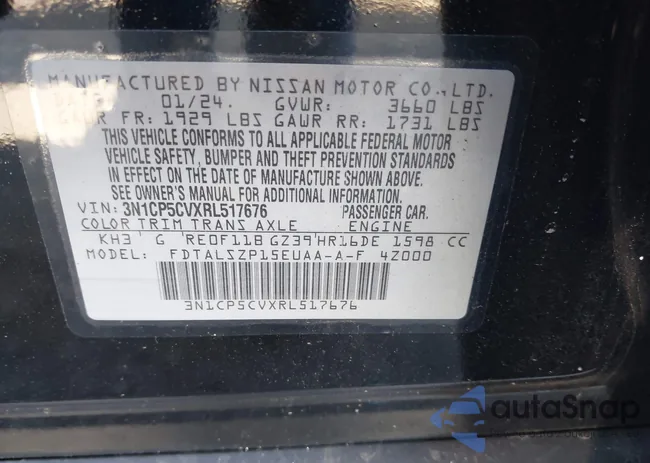 MANUFACTURED BY NISSAN MOTOR CO.,LTD.
01/24. GVWR: 3660 LBS
GAWR FR: 1929 LBS GAWR RR: 1731 LBS
THIS VEHICLE CONFORMS TO ALL APPLICABLE FEDERAL MOTOR
VEHICLE SAFETY, BUMPER AND THEFT PREVENTION STANDARDS
IN EFFECT ON THE DATE OF MANUFACTURE SHOWN ABOVE.
SEE OWNER'S MANUAL FOR ADDITIONAL INFORMATION.
VIN: 3N1CP5CVXRL517676 PASSENGER CAR.
COLOR TRIM TRANS AXLE ENGINE
KH3 G RE0F11B GZ39 HR16DE 1598 CC
MODEL: FDTALSZP15EUAA-A-F 4Z000
3N1CP5CVXRL517676
autoSnap